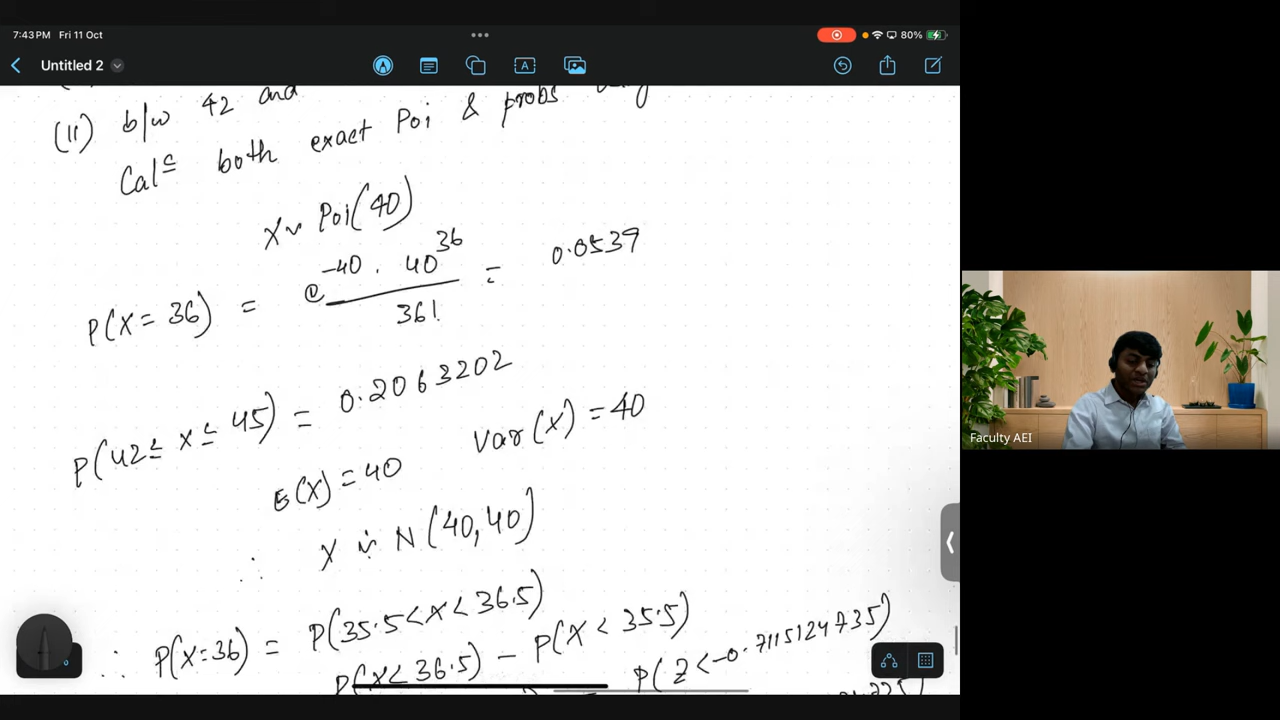 7:43 PM Fri 11 Oct
80%
Untitled 2
(ii) b/w 42 and
Calc both exact Poi & probs
X ~ Poi(40)
P(X = 36) = e^-40 . 40^36 / 36! = 0.0539
P(42 ≤ x ≤ 45) = 0.2063202
E(X) = 40 Var(X) = 40
∴ X ~ N(40,40)
∴ P(X=36) = P(35.5 < X < 36.5)
P(X < 36.5) - P(X < 35.5)
P(Z < -0.7115124735)
Faculty AEI